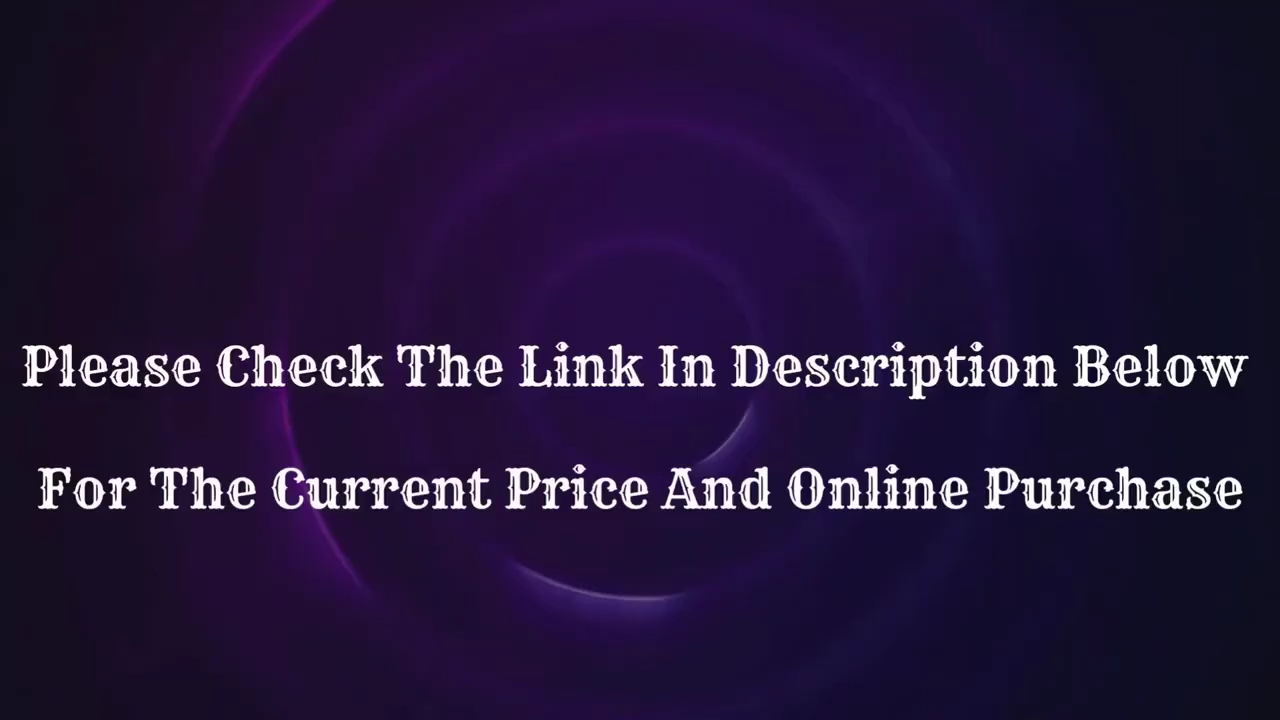 Please Check The Link In Description Below
For The Current Price And Online Purchase